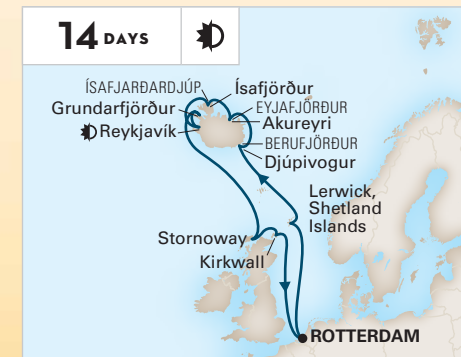 14 DAYS
ÍSAFJARÐARDJÚP
Ísafjörður
Grundarfjörður
EYJAFJÖRÐUR
Akureyri
Reykjavík
BERUFJÖRÐUR
Djúpivogur
Lerwick,
Shetland
Islands
Stornoway
Kirkwall
ROTTERDAM